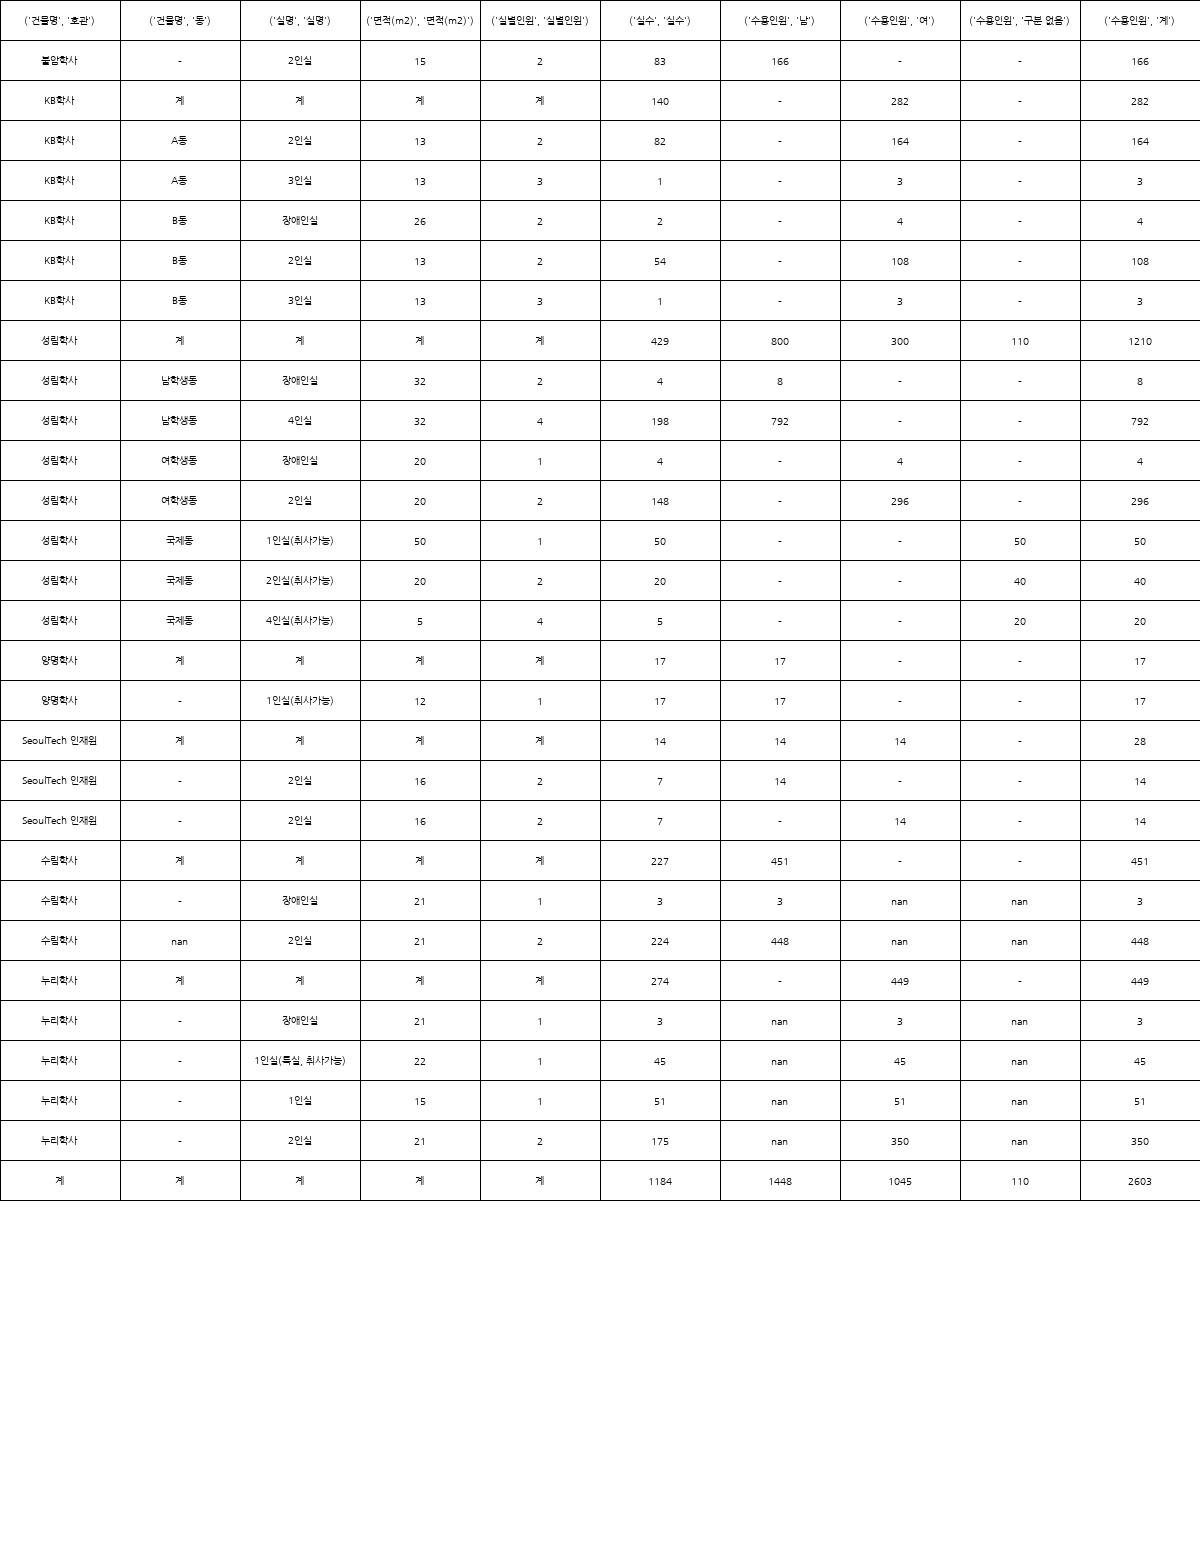 ('건물명', '호관') ('건물명', '동') ('실명', '실명') ('면적(m2)', '면적(m2)') ('실별인원', '실별인원') ('실수', '실수') ('수용인원', '남') ('수용인원', '여') ('수용인원', '구분 없음') ('수용인원', '계')
불암학사 - 2인실 15 2 83 166 - - 166
KB학사 계 계 계 계 140 - 282 - 282
KB학사 A동 2인실 13 2 82 - 164 - 164
KB학사 A동 3인실 13 3 1 - 3 - 3
KB학사 B동 장애인실 26 2 2 - 4 - 4
KB학사 B동 2인실 13 2 54 - 108 - 108
KB학사 B동 3인실 13 3 1 - 3 - 3
성림학사 계 계 계 계 429 800 300 110 1210
성림학사 남학생동 장애인실 32 2 4 8 - - 8
성림학사 남학생동 4인실 32 4 198 792 - - 792
성림학사 여학생동 장애인실 20 1 4 - 4 - 4
성림학사 여학생동 2인실 20 2 148 - 296 - 296
성림학사 국제동 1인실(취사가능) 50 1 50 - - 50 50
성림학사 국제동 2인실(취사가능) 20 2 20 - - 40 40
성림학사 국제동 4인실(취사가능) 5 4 5 - - 20 20
양명학사 계 계 계 계 17 17 - - 17
양명학사 - 1인실(취사가능) 12 1 17 17 - - 17
SeoulTech 인재원 계 계 계 계 14 14 14 - 28
SeoulTech 인재원 - 2인실 16 2 7 14 - - 14
SeoulTech 인재원 - 2인실 16 2 7 - 14 - 14
수림학사 계 계 계 계 227 451 - - 451
수림학사 - 장애인실 21 1 3 3 nan nan 3
수림학사 nan 2인실 21 2 224 448 nan nan 448
누리학사 계 계 계 계 274 - 449 - 449
누리학사 - 장애인실 21 1 3 nan 3 nan 3
누리학사 - 1인실(특실, 취사가능) 22 1 45 nan 45 nan 45
누리학사 - 1인실 15 1 51 nan 51 nan 51
누리학사 - 2인실 21 2 175 nan 350 nan 350
계 계 계 계 계 1184 1448 1045 110 2603